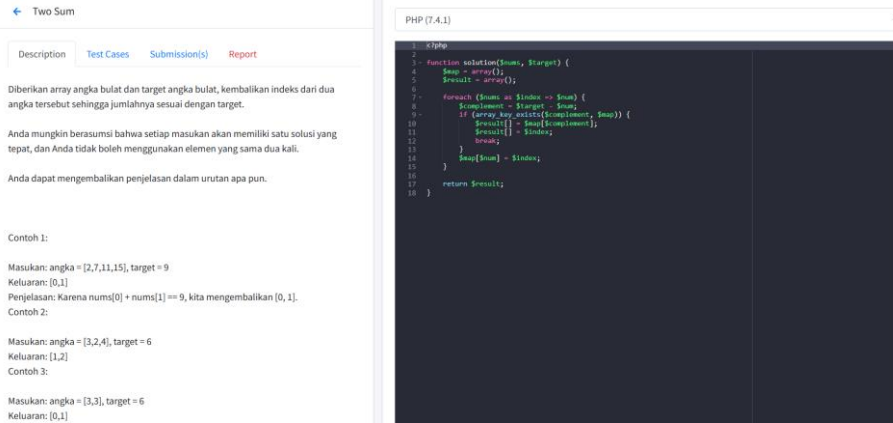 ← Two Sum
Description Test Cases Submission(s) Report
Diberikan array angka bulat dan target angka bulat, kembalikan indeks dari dua
angka tersebut sehingga jumlahnya sesuai dengan target.
Anda mungkin berasumsi bahwa setiap masukan akan memiliki satu solusi yang
tepat, dan Anda tidak boleh menggunakan elemen yang sama dua kali.
Anda dapat mengembalikan penjelasan dalam urutan apa pun.
Contoh 1:
Masukan: angka = [2,7,11,15], target = 9
Keluaran: [0,1]
Penjelasan: Karena nums[0] + nums[1] == 9, kita mengembalikan [0, 1].
Contoh 2:
Masukan: angka = [3,2,4], target = 6
Keluaran: [1,2]
Contoh 3:
Masukan: angka = [3,3], target = 6
Keluaran: [0,1]
PHP (7.4.1)
1 <?php
2
3 function solution($nums, $target) {
4 $map = array();
5 $result = array();
6
7 foreach ($nums as $index => $num) {
8 $complement = $target - $num;
9 if (array_key_exists($complement, $map)) {
10 $result[] = $map[$complement];
11 $result[] = $index;
12 break;
13 }
14 $map[$num] = $index;
15 }
16
17 return $result;
18 }